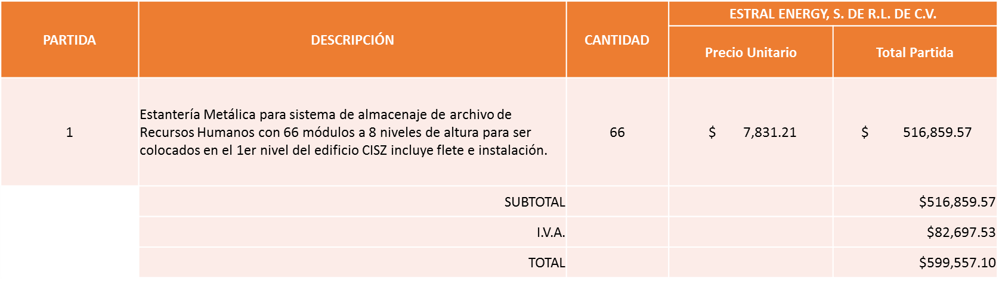 PARTIDA DESCRIPCIÓN CANTIDAD ESTRAL ENERGY, S. DE R.L. DE C.V.
Precio Unitario Total Partida
1 Estantería Metálica para sistema de almacenaje de archivo de
Recursos Humanos con 66 módulos a 8 niveles de altura para ser
colocados en el 1er nivel del edificio CISZ incluye flete e instalación.
66 $ 7,831.21 $ 516,859.57
SUBTOTAL $516,859.57
I.V.A. $82,697.53
TOTAL $599,557.10